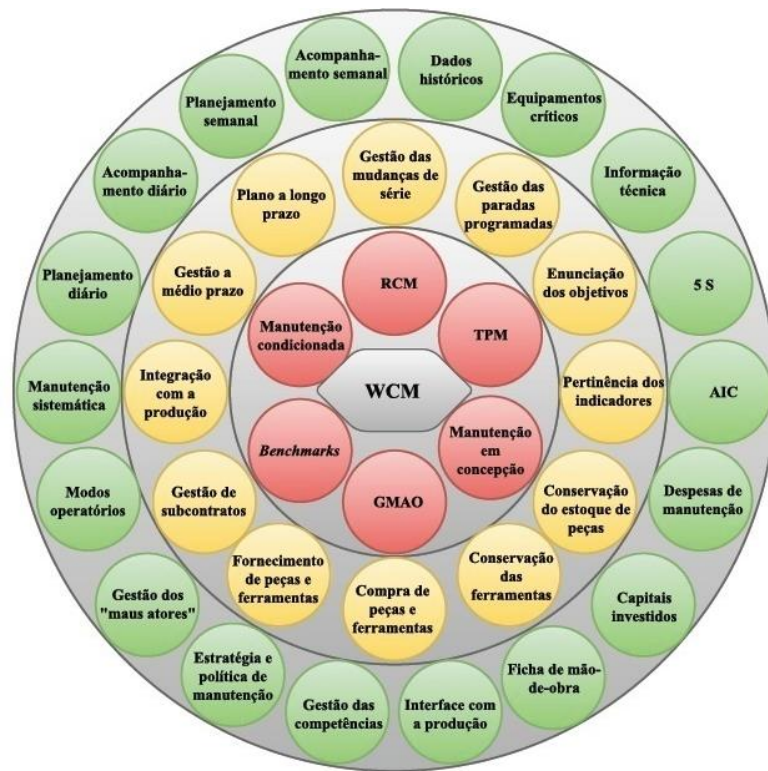 Acompanha-
mento semanal
Dados
históricos
Equipamentos
críticos
Informação
técnica
5 S
AIC
Despesas de
manutenção
Capitais
investidos
Ficha de mão-
de-obra
Interface com
a produção
Gestão das
competências
Estratégia e
política de
manutenção
Gestão dos
"maus atores"
Modos
operatórios
Manutenção
sistemática
Planejamento
diário
Acompanha-
mento diário
Planejamento
semanal
Gestão das
mudanças de
série
Gestão das
paradas
programadas
Enunciação
dos objetivos
Pertinência dos
indicadores
Conservação
do estoque de
peças
Conservação
das
ferramentas
Compra de
peças e
ferramentas
Fornecimento
de peças e
ferramentas
Gestão de
subcontratos
Integração
com a
produção
Gestão a
médio prazo
Plano a longo
prazo
RCM
TPM
Manutenção
em
concepção
GMAO
Benchmarks
Manutenção
condicionada
WCM